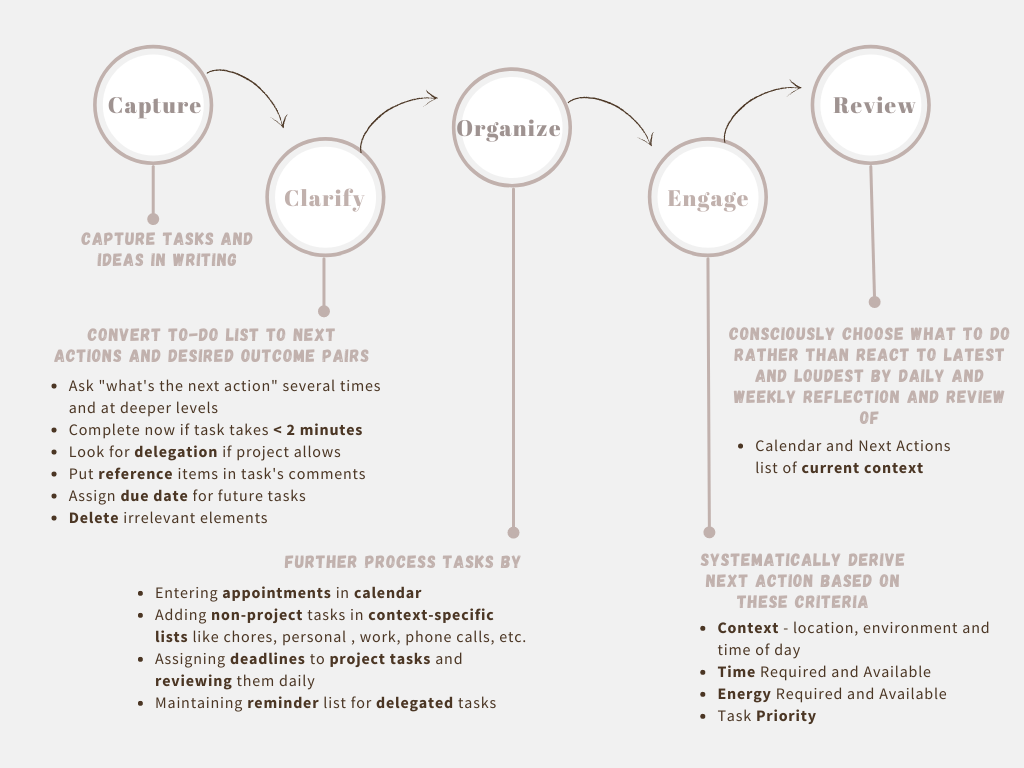 Capture
Clarify
Organize
Engage
Review
CAPTURE TASKS AND
IDEAS IN WRITING
CONVERT TO-DO LIST TO NEXT
ACTIONS AND DESIRED OUTCOME PAIRS
• Ask "what's the next action" several times
and at deeper levels
• Complete now if task takes < 2 minutes
• Look for delegation if project allows
• Put reference items in task's comments
• Assign due date for future tasks
• Delete irrelevant elements
FURTHER PROCESS TASKS BY
• Entering appointments in calendar
• Adding non-project tasks in context-specific
lists like chores, personal , work, phone calls, etc.
• Assigning deadlines to project tasks and
reviewing them daily
• Maintaining reminder list for delegated tasks
SYSTEMATICALLY DERIVE
NEXT ACTION BASED ON
THESE CRITERIA
• Context - location, environment and
time of day
• Time Required and Available
• Energy Required and Available
• Task Priority
CONSCIOUSLY CHOOSE WHAT TO DO
RATHER THAN REACT TO LATEST
AND LOUDEST BY DAILY AND
WEEKLY REFLECTION AND REVIEW
OF
• Calendar and Next Actions
list of current context